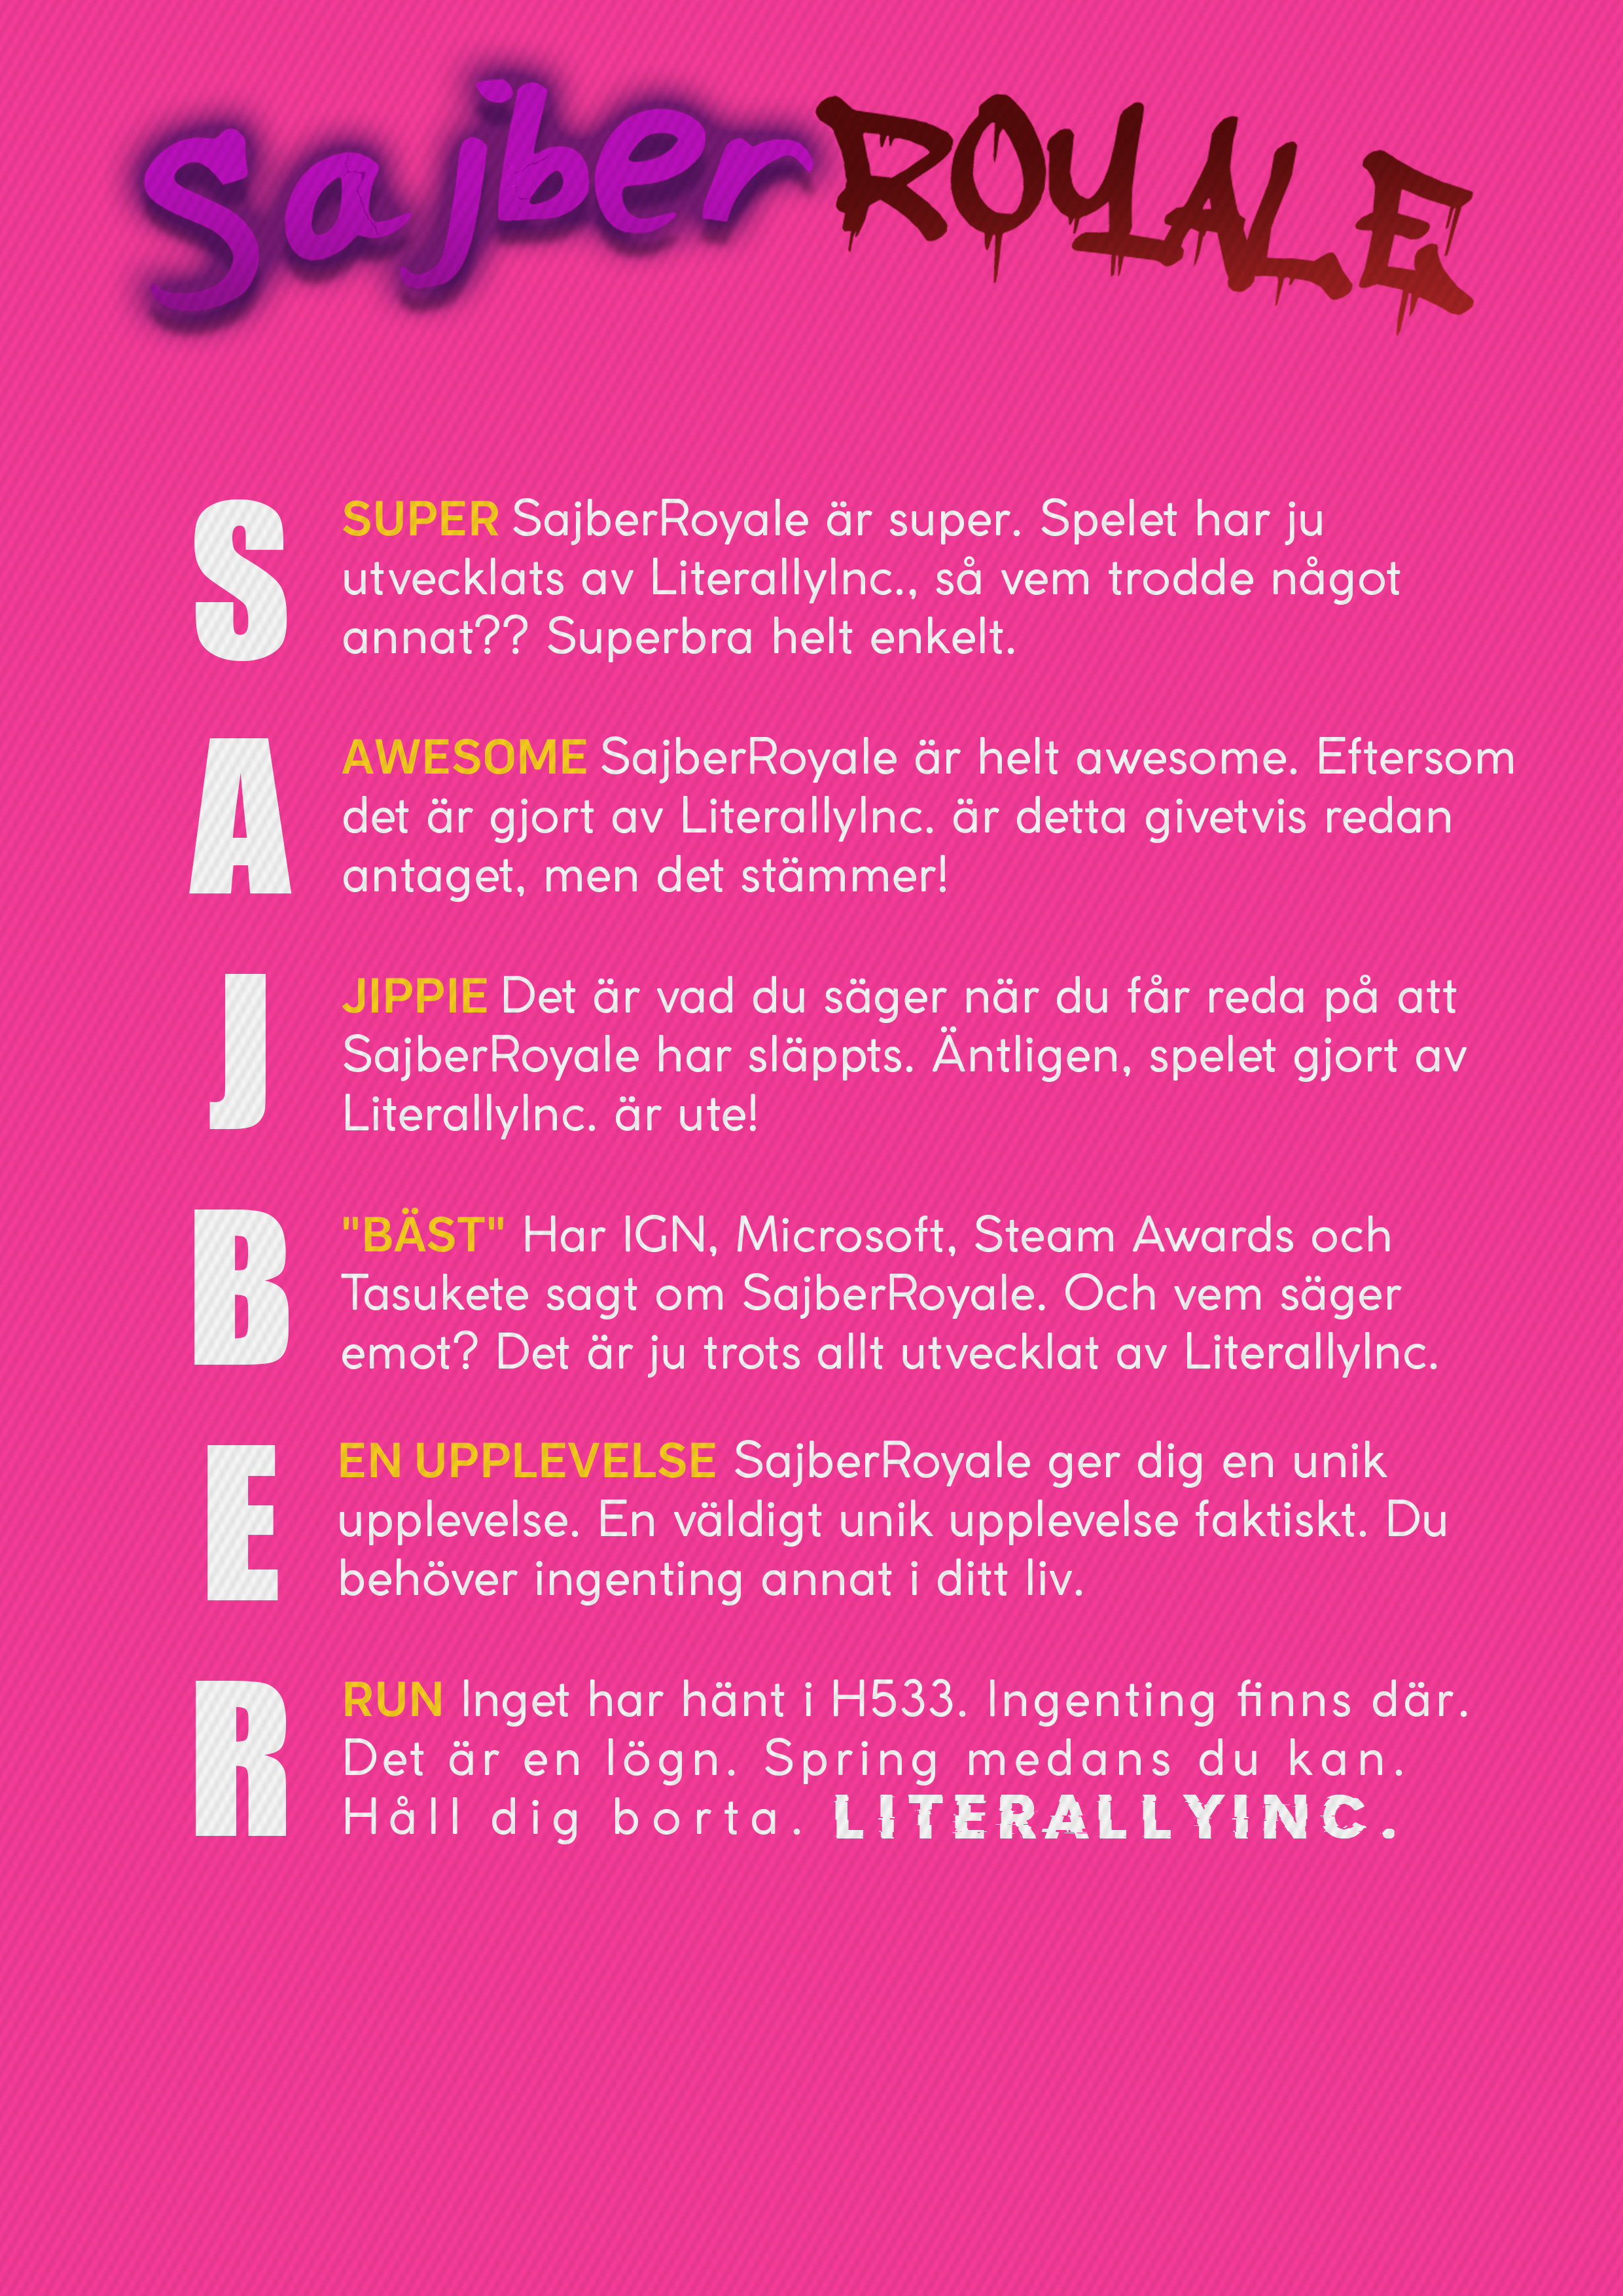 Sajber ROYALE
S
SUPER SajberRoyale är super. Spelet har ju
utvecklats av LiterallyInc., så vem trodde något
annat?? Superbra helt enkelt.
A
AWESOME SajberRoyale är helt awesome. Eftersom
det är gjort av LiterallyInc. är detta givetvis redan
antaget, men det stämmer!
J
JIPPIE Det är vad du säger när du får reda på att
SajberRoyale har släppts. Äntligen, spelet gjort av
LiterallyInc. är ute!
B
"BÄST" Har IGN, Microsoft, Steam Awards och
Tasukete sagt om SajberRoyale. Och vem säger
emot? Det är ju trots allt utvecklat av LiterallyInc.
E
EN UPPLEVELSE SajberRoyale ger dig en unik
upplevelse. En väldigt unik upplevelse faktiskt. Du
behöver ingenting annat i ditt liv.
R
RUN Inget har hänt i H533. Ingenting finns där.
Det är en lögn. Spring medans du kan.
Håll dig borta. LITERALLYINC.